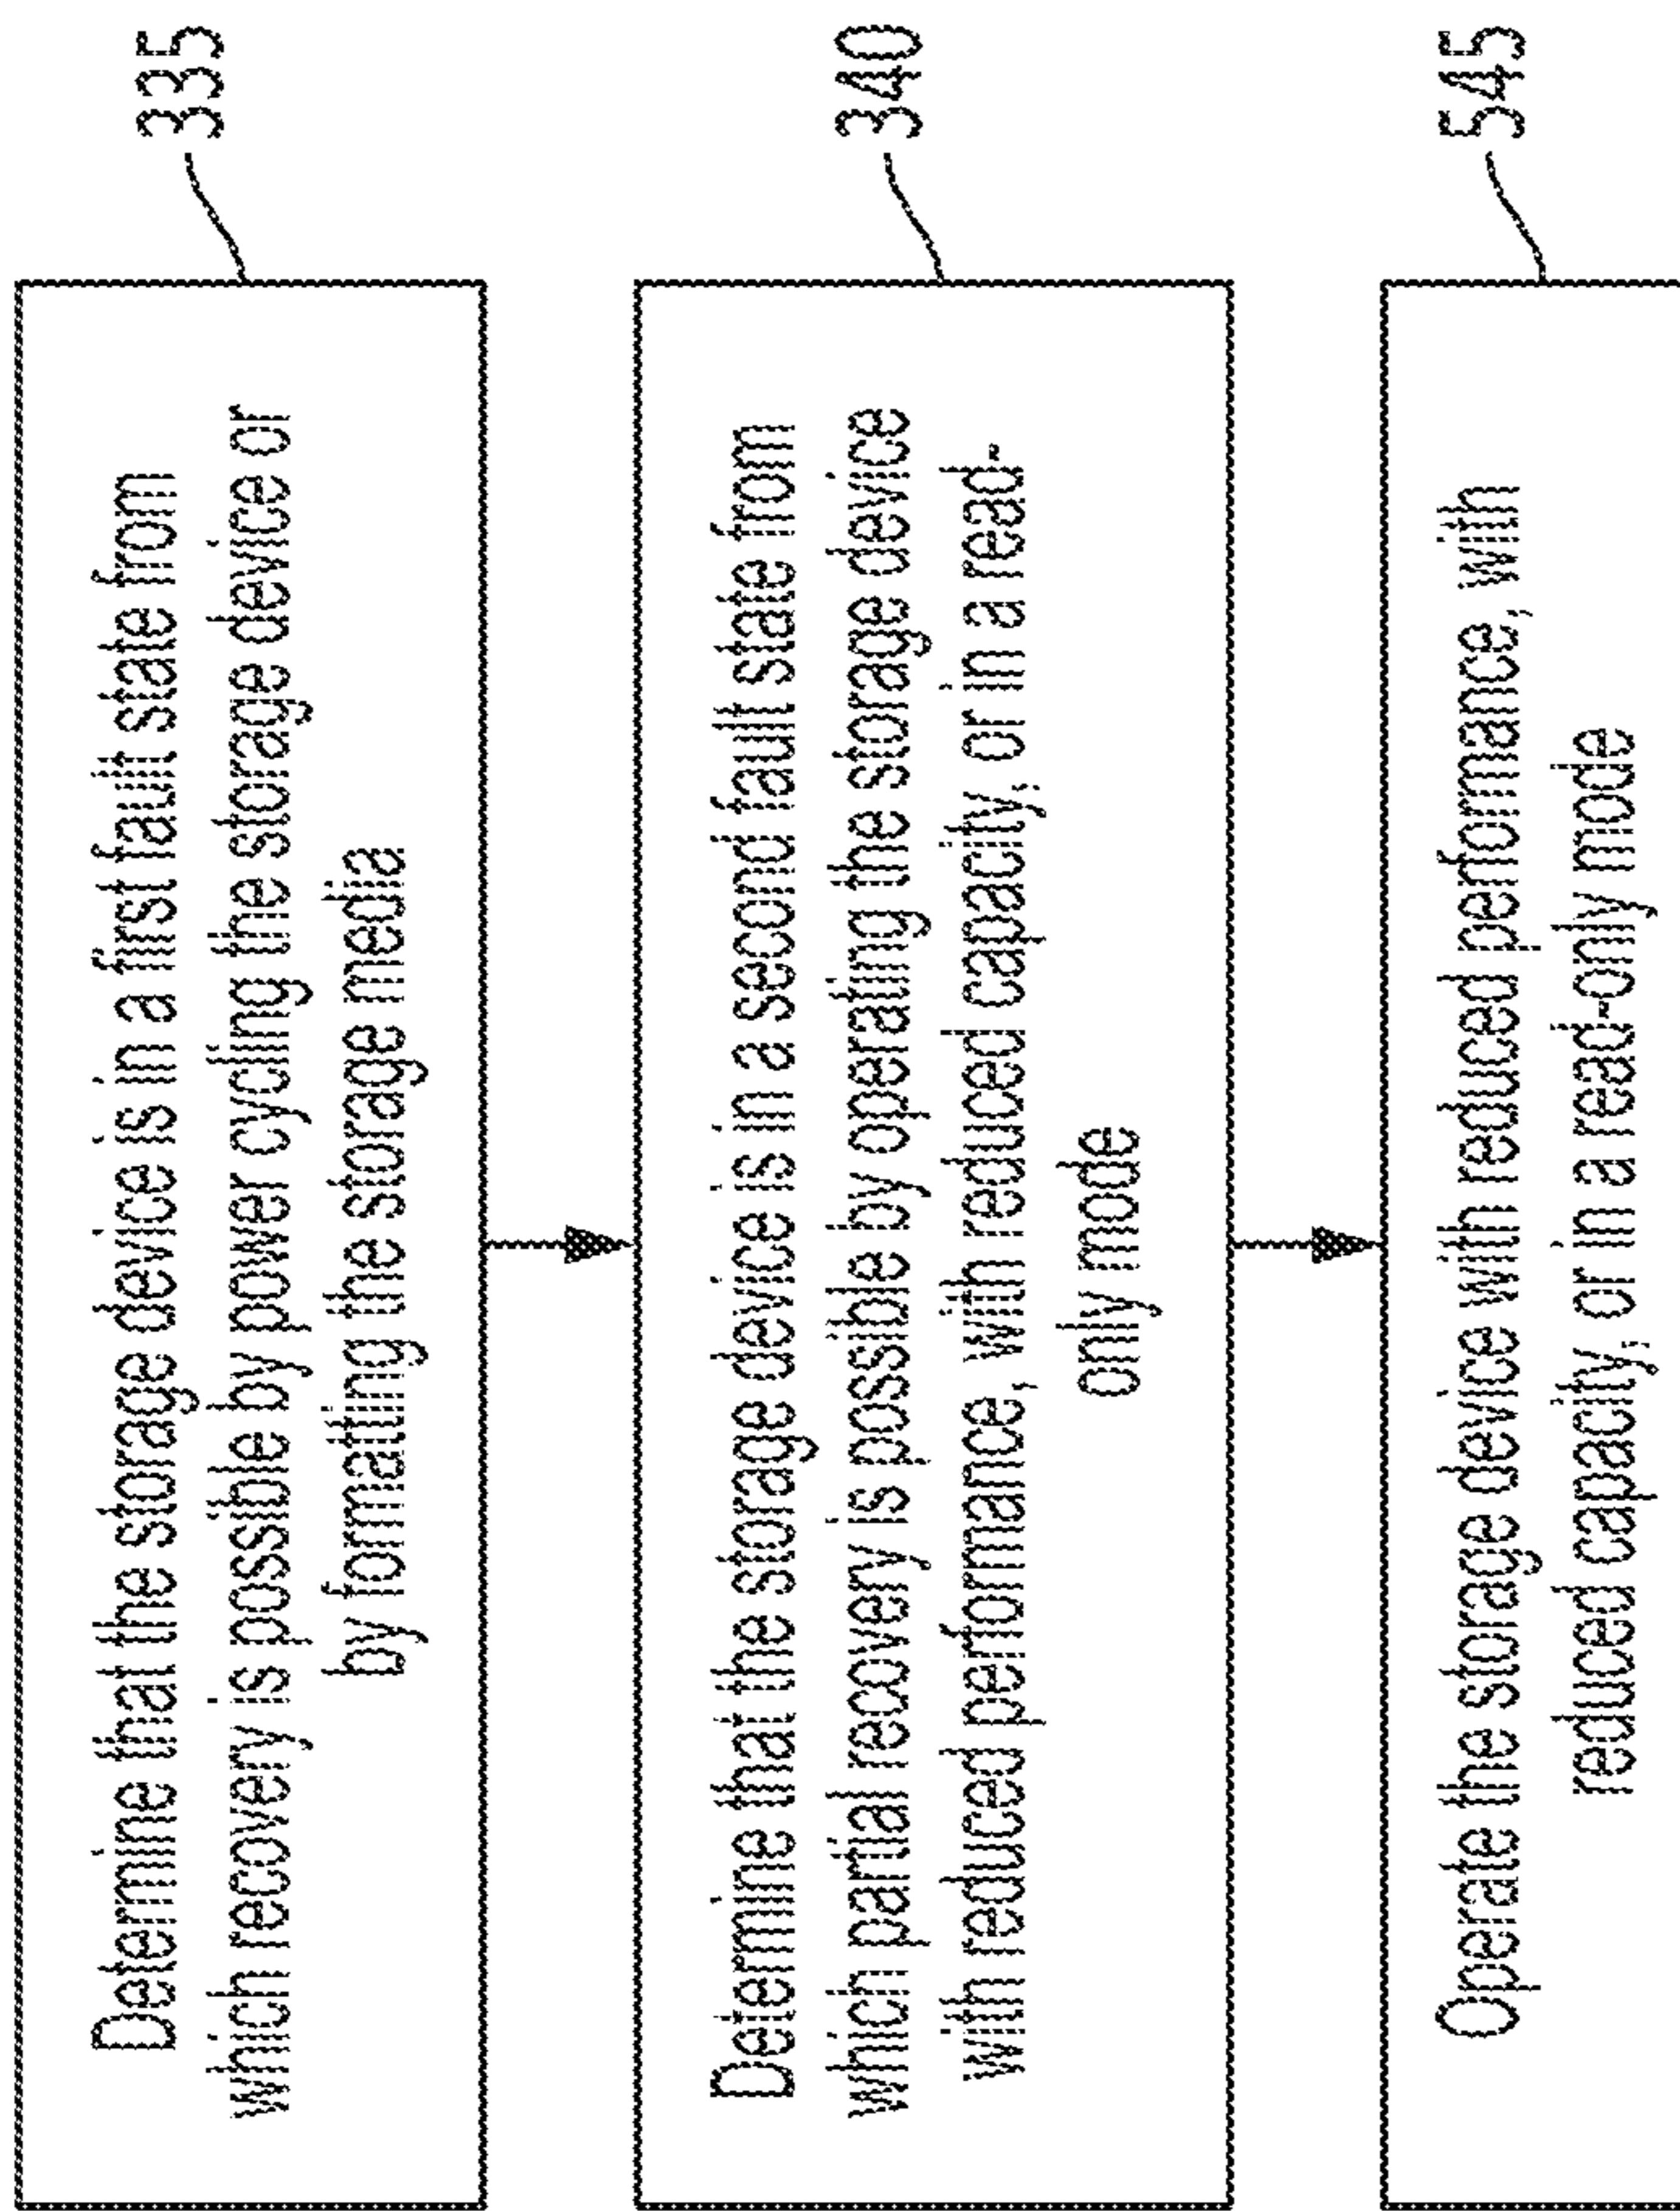 Determine that the storage device is in a first fault state from
which recovery is possible by power cycling the storage device or
by formatting the storage media
335
Determine that the storage device is in a second fault state from
which partial recovery is possible by operating the storage device
with reduced performance, with reduced capacity, or in a read-
only mode
340
Operate the storage device with reduced performance, with
reduced capacity, or in a read-only mode
545